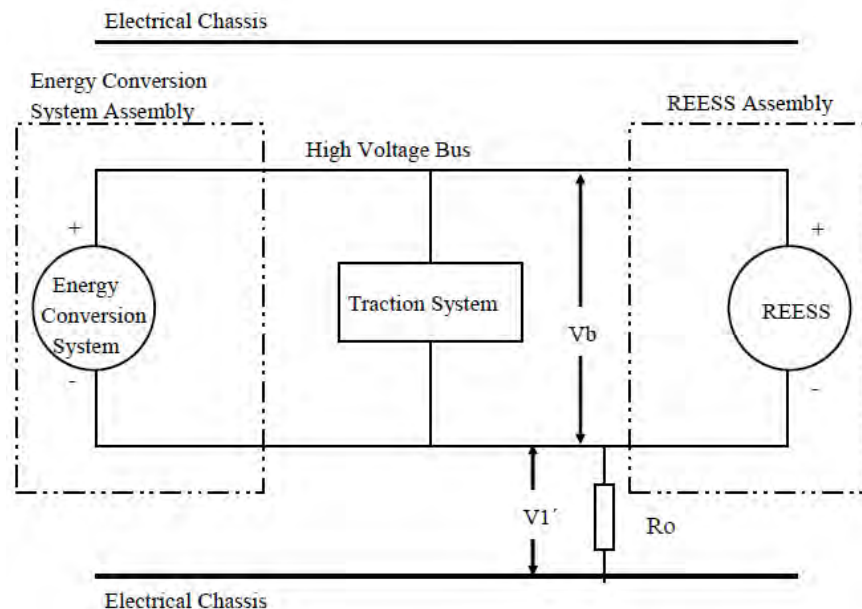 Electrical Chassis
Energy Conversion
System Assembly
REESS Assembly
High Voltage Bus
+
+
Energy
Conversion
System
Traction System
Vb
REESS
-
-
V1´
Ro
Electrical Chassis